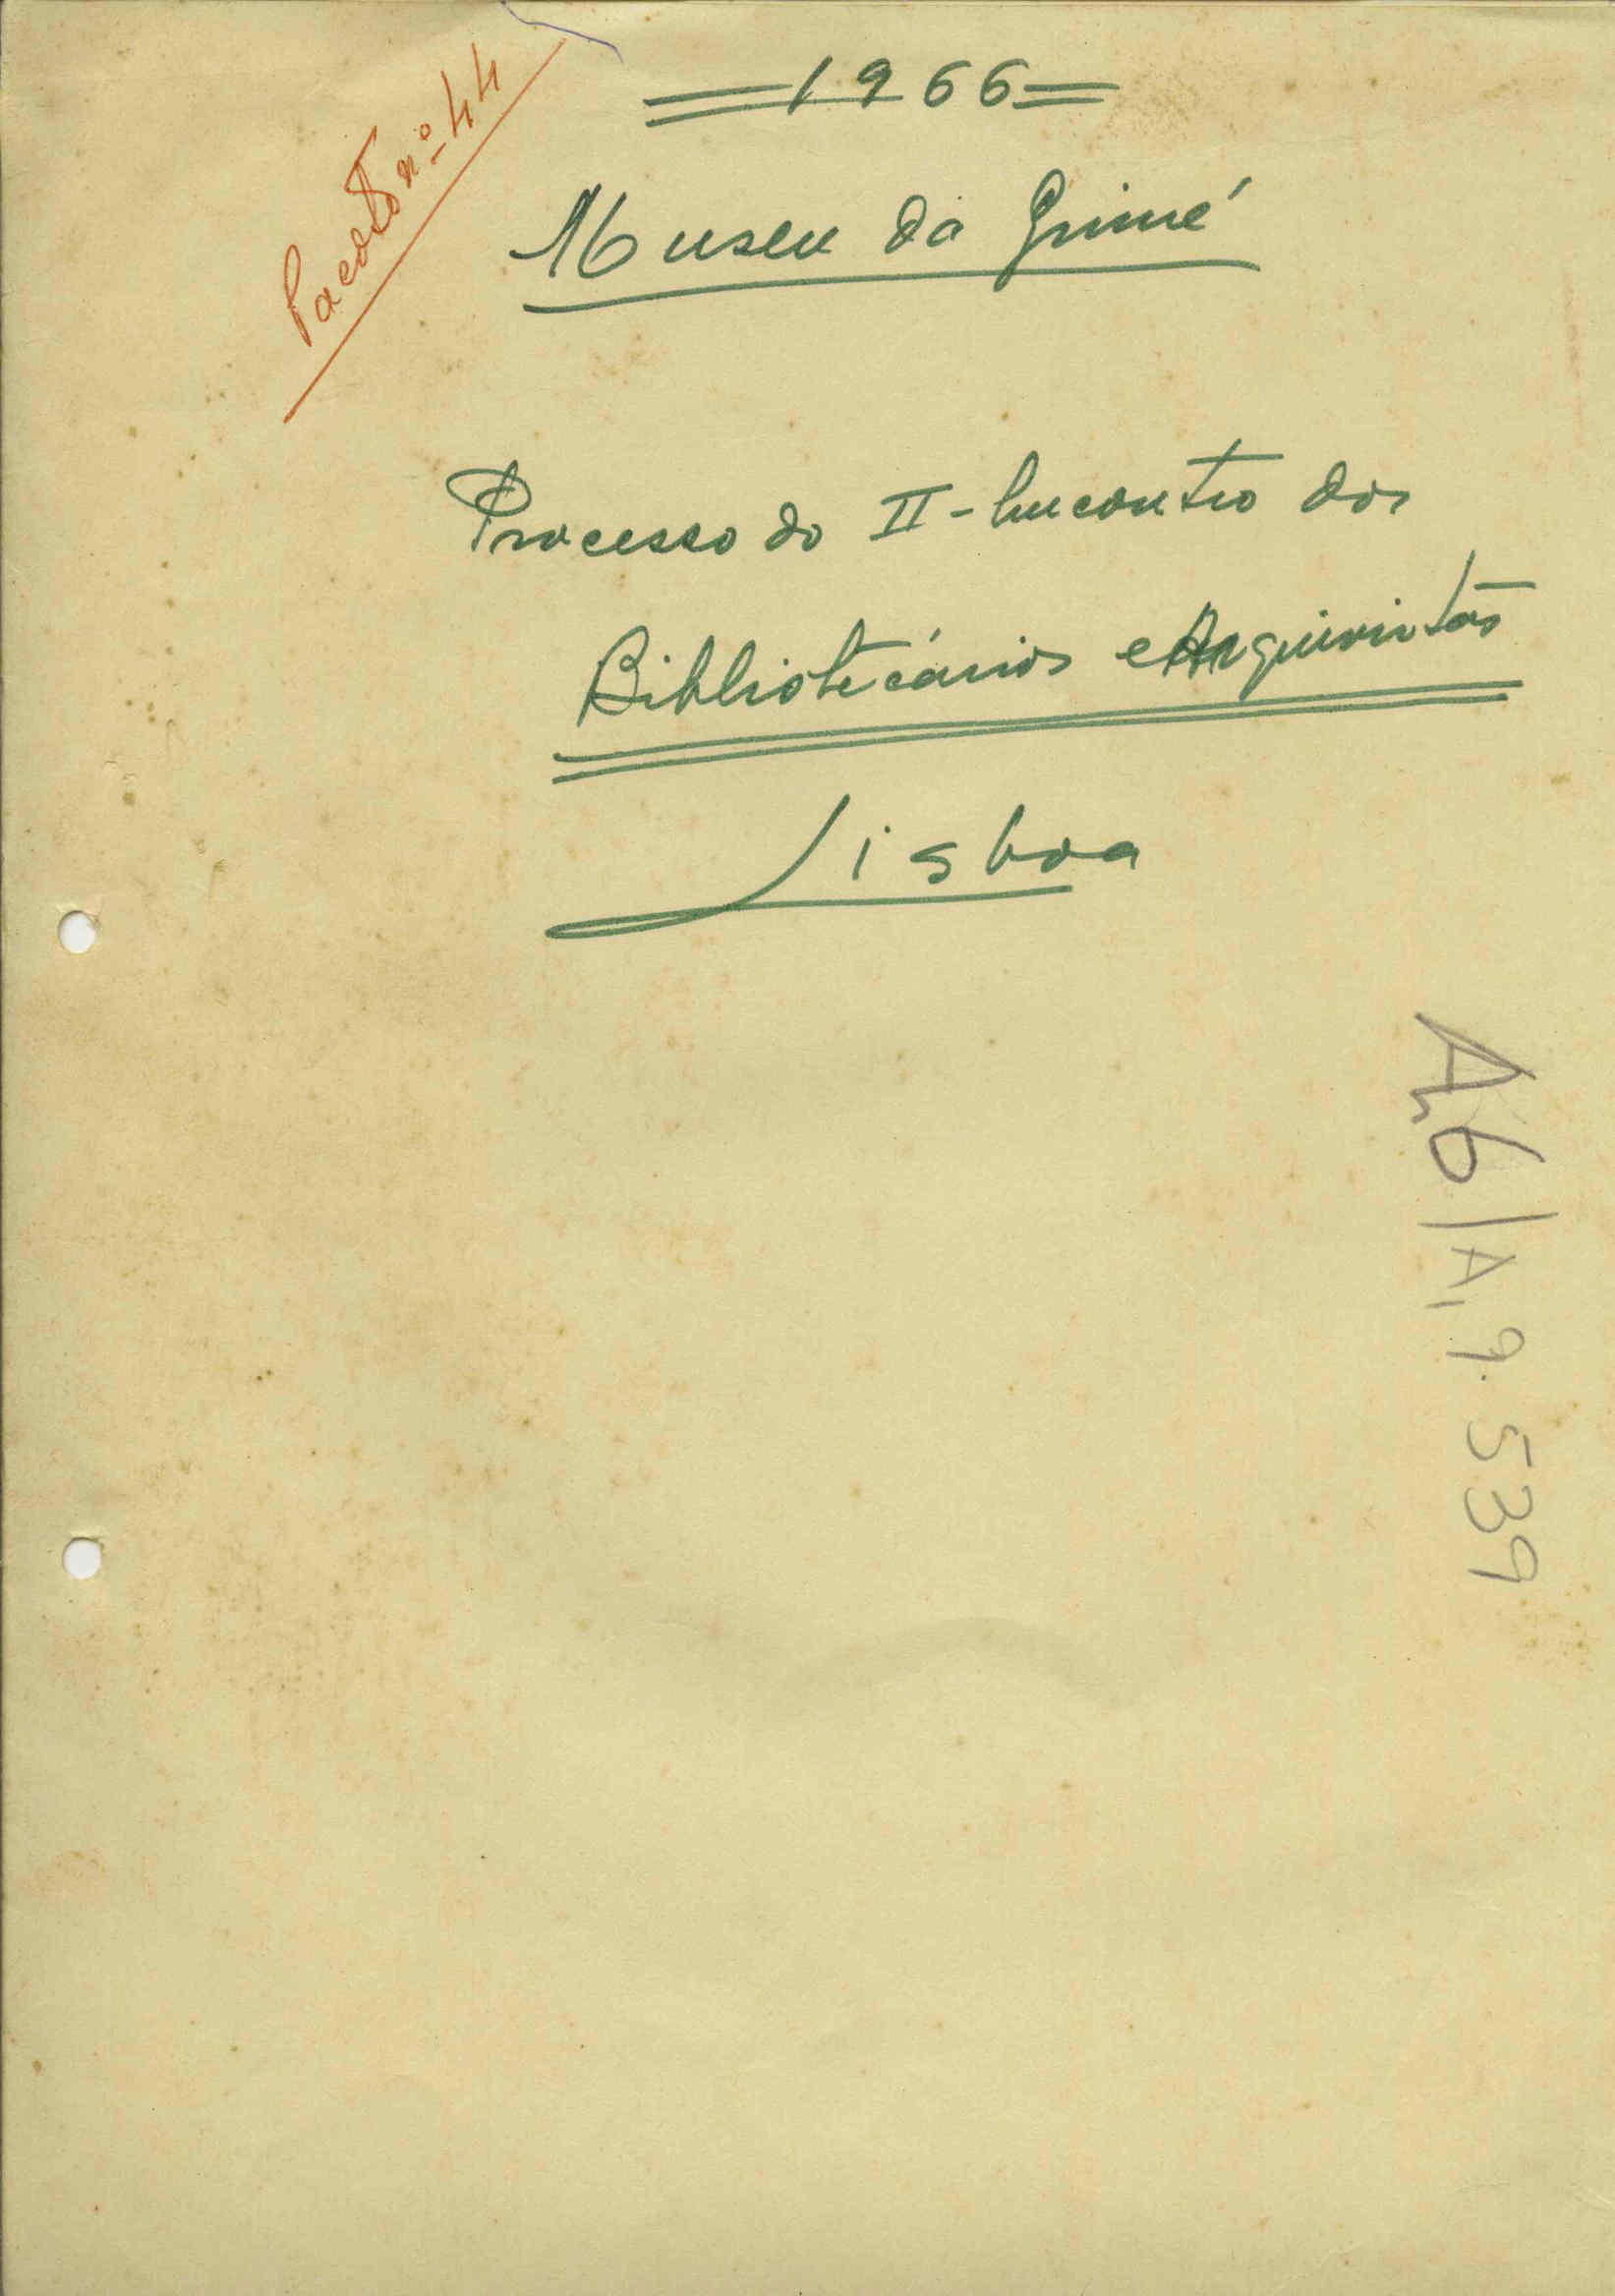 Pacote nº 44
= 1966 =
Museu da Guiné
Processo do II - Encontro dos
Bibliotecários e Arquivistas
Lisboa
A6/A1,9.539